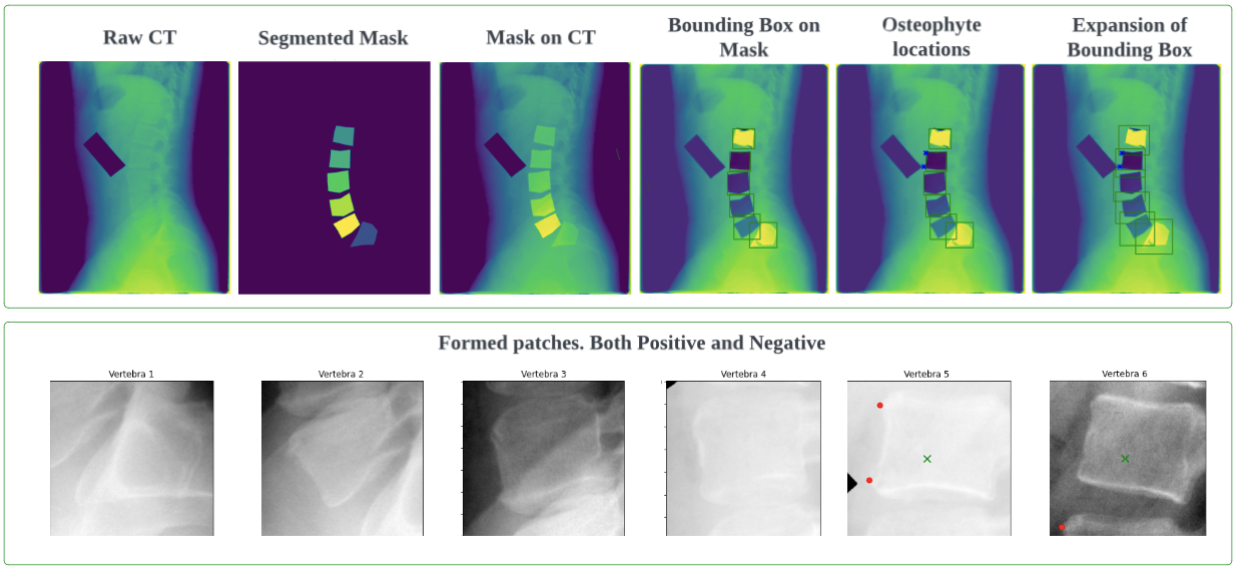 Raw CT
Segmented Mask
Mask on CT
Bounding Box on
Mask
Osteophyte
locations
Expansion of
Bounding Box
Formed patches. Both Positive and Negative
Vertebra 1
Vertebra 2
Vertebra 3
Vertebra 4
Vertebra 5
Vertebra 6